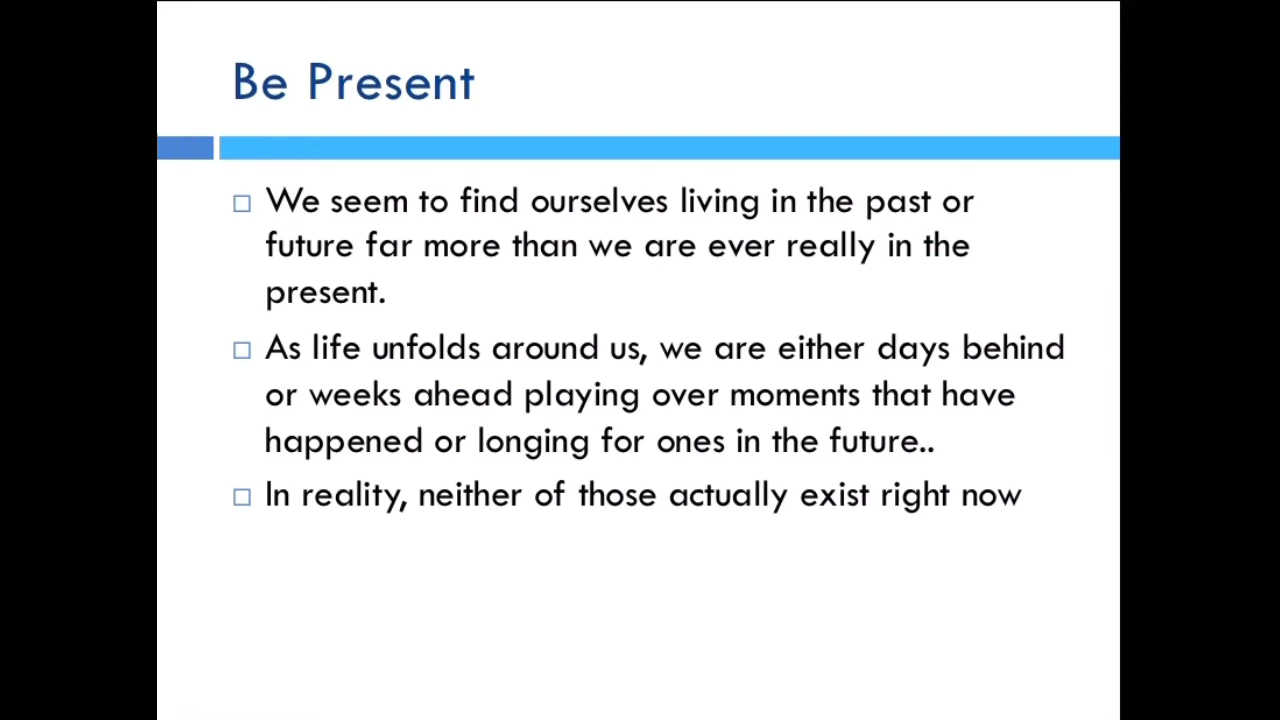 Be Present
We seem to find ourselves living in the past or
future far more than we are ever really in the
present.
As life unfolds around us, we are either days behind
or weeks ahead playing over moments that have
happened or longing for ones in the future..
In reality, neither of those actually exist right now